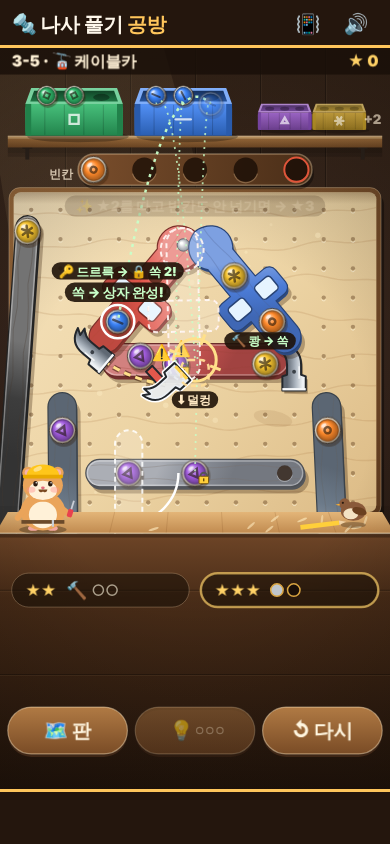 나사 풀기 공방
3-5 · 케이블카
★ 0
+2
빈칸
드르륵 → 쏙 2!
쏙 → 상자 완성!
쾅 → 쏙
⬇덜컹
★★
★★★
판
다시